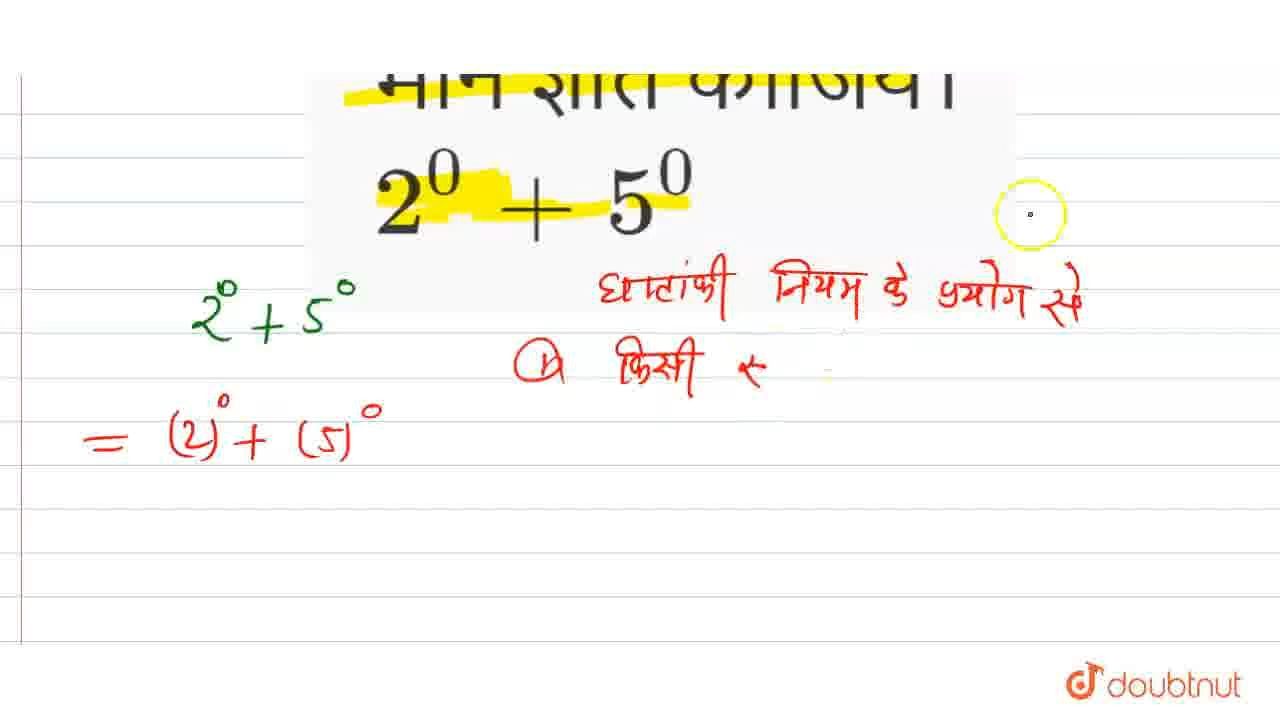 मान ज्ञात कीजिये।
2⁰ + 5⁰
2⁰ + 5⁰
घातांकी नियम के प्रयोग से
किसी
= (2)⁰ + (5)⁰
doubtnut